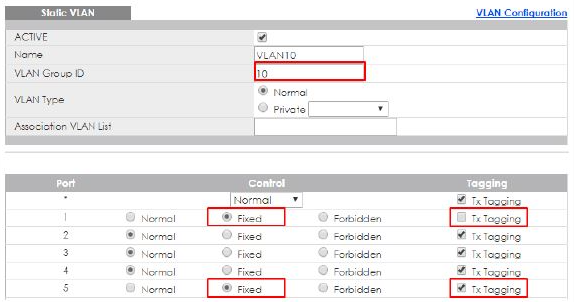 Static VLAN VLAN Configuration
ACTIVE
Name VLAN10
VLAN Group ID 10
VLAN Type Normal
Private
Association VLAN List
Port Control Tagging
* Normal Tx Tagging
1 Normal Fixed Forbidden Tx Tagging
2 Normal Fixed Forbidden Tx Tagging
3 Normal Fixed Forbidden Tx Tagging
4 Normal Fixed Forbidden Tx Tagging
5 Normal Fixed Forbidden Tx Tagging